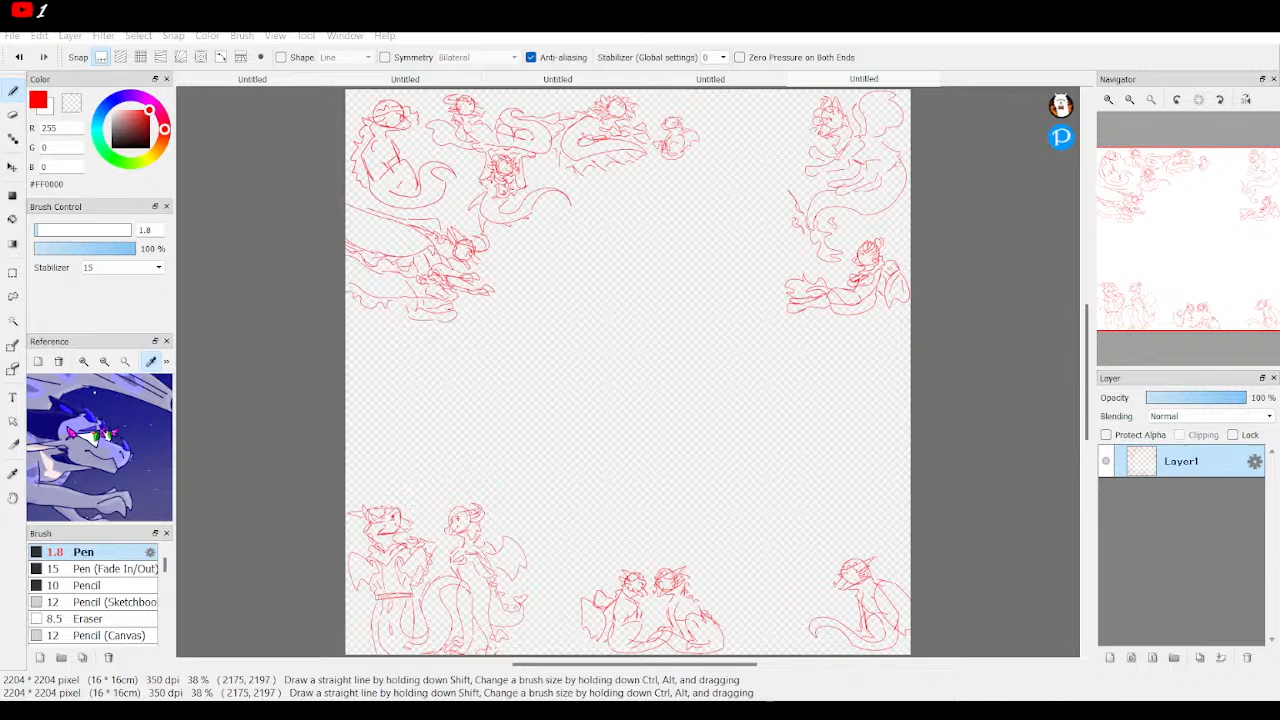 1
File Edit Layer Filter Select Snap Color Brush View Tool Window Help
Snap Shape Line Symmetry Bilateral Anti-aliasing Stabilizer (Global settings) 0 Zero Pressure on Both Ends
Untitled Untitled Untitled Untitled Untitled
Color
R 255
G 0
B 0
#FF0000
Brush Control
1.8
100 %
Stabilizer 15
Reference
Brush
1.8 Pen
15 Pen (Fade In/Out)
10 Pencil
12 Pencil (Sketchboo
8.5 Eraser
12 Pencil (Canvas)
Navigator
Layer
Opacity 100 %
Blending Normal
Protect Alpha Clipping Lock
Layer1
2204 * 2204 pixel (16 * 16cm) 350 dpi 38 % ( 2175, 2197 ) Draw a straight line by holding down Shift, Change a brush size by holding down Ctrl, Alt, and dragging
2204 * 2204 pixel (16 * 16cm) 350 dpi 38 % ( 2175, 2197 ) Draw a straight line by holding down Shift, Change a brush size by holding down Ctrl, Alt, and dragging